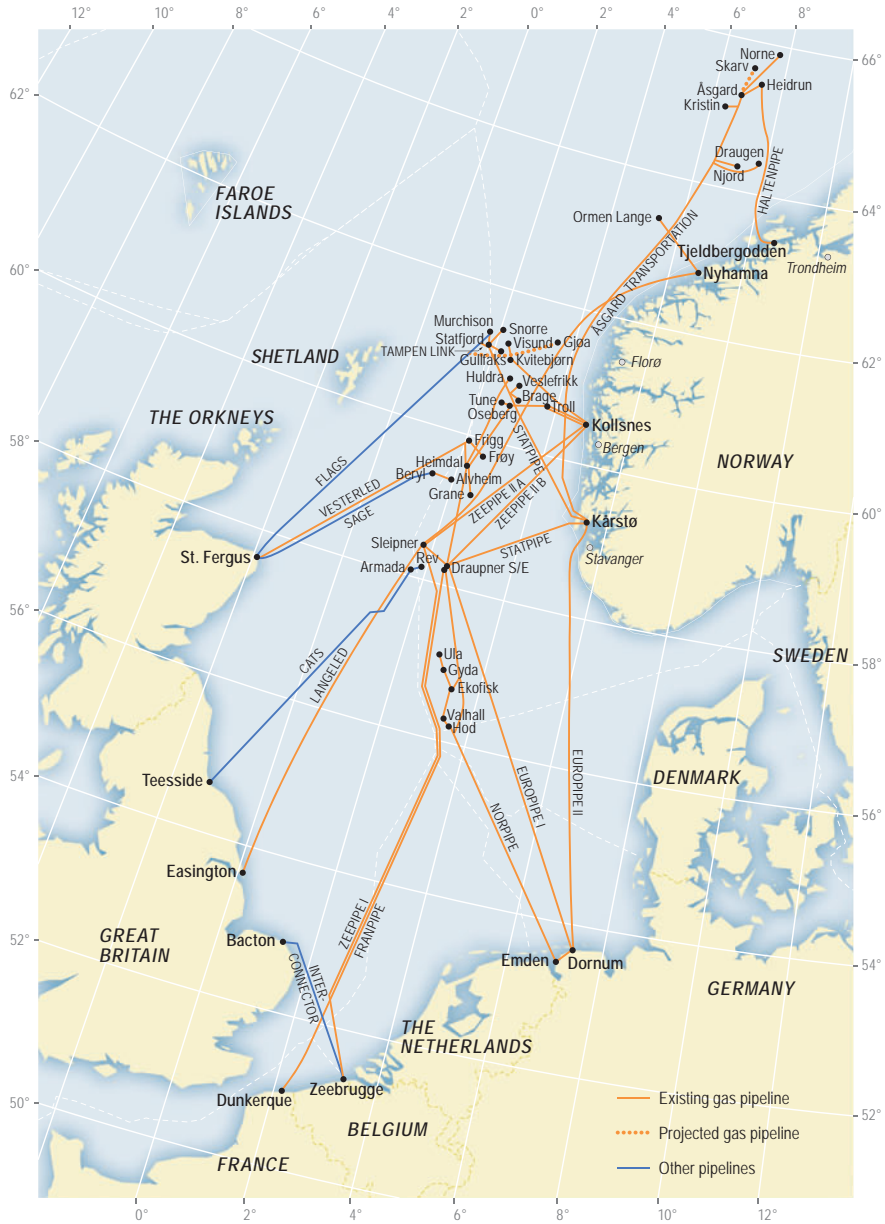 12° 10° 8° 6° 4° 2° 0° 2° 4° 6° 8°
Norne
Skarv
66°
Åsgard
Heidrun
62°
Kristin
Draugen
Njord
HALTENPIPE
FAROE
ISLANDS
64°
Ormen Lange
ÅSGARD TRANSPORTATION
Tjeldbergodden
Trondheim
60°
Nyhamna
Murchison
Snorre
Statfjord
Visund
Gjøa
TAMPEN LINK
SHETLAND
Gullfaks
Kvitebjørn
Florø
62°
Huldra
Veslefrikk
Tune
Brage
Oseberg
Troll
THE ORKNEYS
STATPIPE
Kollsnes
58°
Frigg
Bergen
Frøy
Heimdal
NORWAY
FLAGS
Beryl
Alvheim
VESTERLED
Grane
ZEEPIPE II A
ZEEPIPE II B
SAGE
60°
Kårstø
Sleipner
STATPIPE
St. Fergus
Rev
Stavanger
Armada
Draupner S/E
56°
CATS
LANGELED
Ula
SWEDEN
58°
Gyda
Ekofisk
Valhall
Hod
54°
Teesside
EUROPIPE II
DENMARK
EUROPIPE I
NORPIPE
56°
Easington
ZEEPIPE I
FRANPIPE
52°
GREAT
BRITAIN
Bacton
INTER-
CONNECTOR
Emden
Dornum
54°
GERMANY
THE
NETHERLANDS
Zeebrugge
Dunkerque
50°
Existing gas pipeline
52°
BELGIUM
Projected gas pipeline
FRANCE
Other pipelines
0° 2° 4° 6° 8° 10° 12°